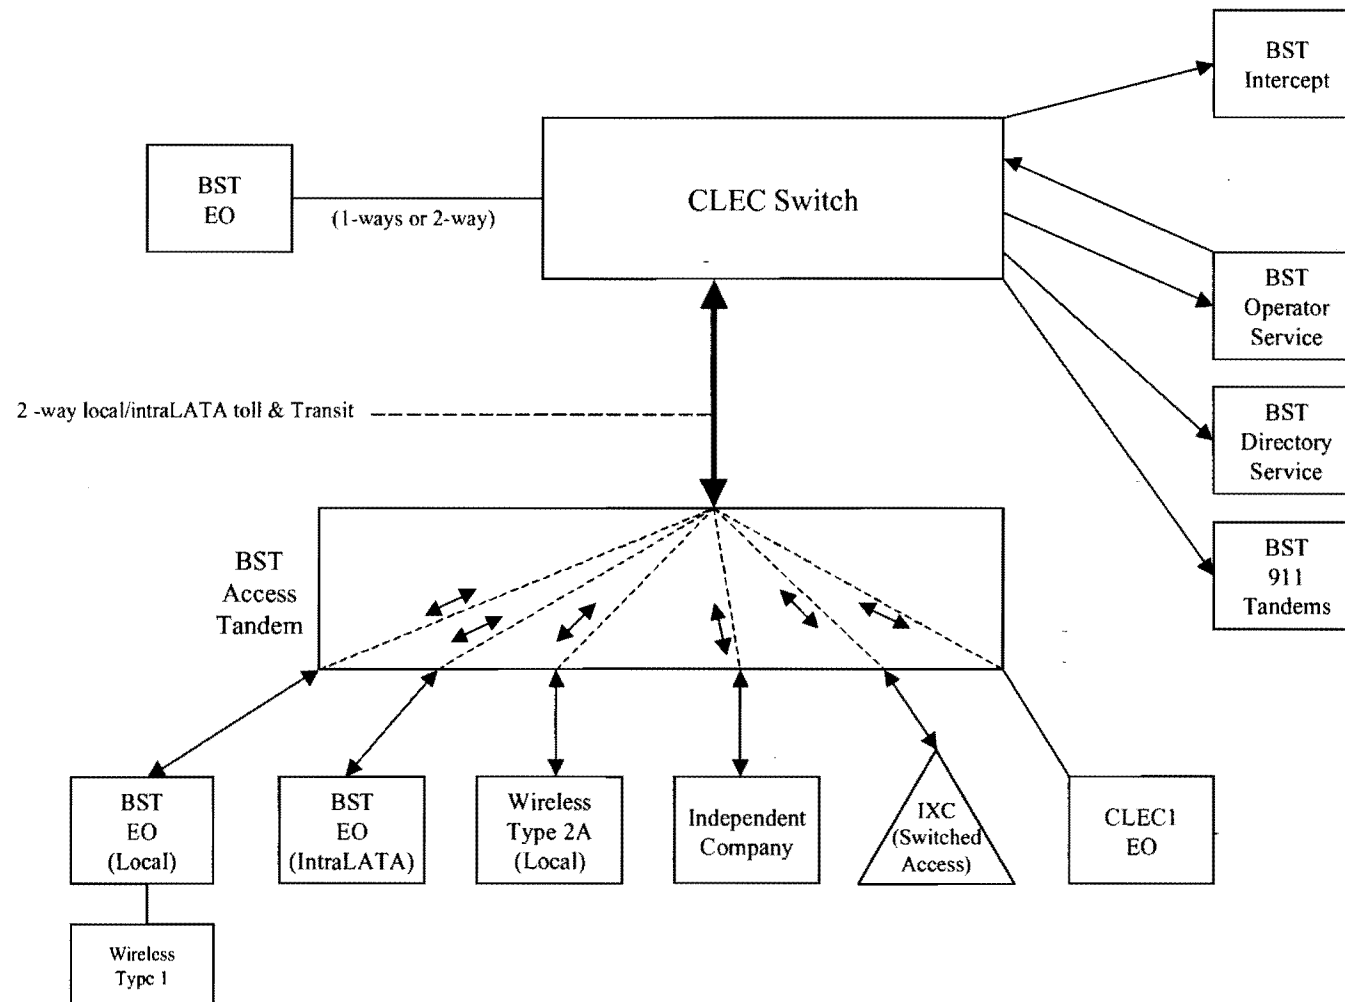 BST
Intercept
BST
EO
(1-ways or 2-way)
CLEC Switch
BST
Operator
Service
2 -way local/intraLATA toll & Transit
BST
Directory
Service
BST
911
Tandems
BST
Access
Tandem
BST
EO
(Local)
BST
EO
(IntraLATA)
Wireless
Type 2A
(Local)
Independent
Company
IXC
(Switched
Access)
CLEC1
EO
Wireless
Type 1